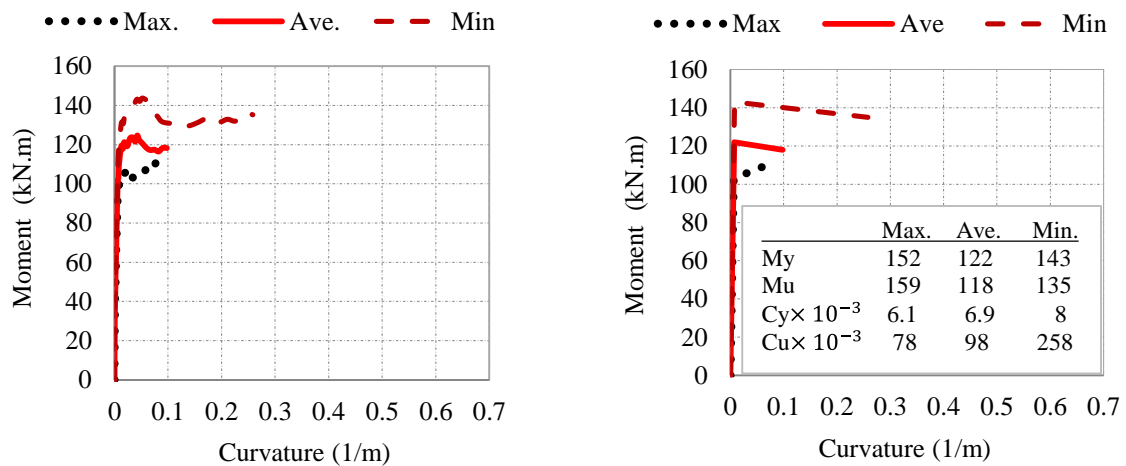 Max. Ave. Min
160
140
120
100
80
60
40
20
0
Moment (kN.m)
0 0.1 0.2 0.3 0.4 0.5 0.6 0.7
Curvature (1/m)
Max Ave Min
160
140
120
100
80
60
40
20
0
Moment (kN.m)
Max. Ave. Min.
My 152 122 143
Mu 159 118 135
Cy× 10⁻³ 6.1 6.9 8
Cu× 10⁻³ 78 98 258
0 0.1 0.2 0.3 0.4 0.5 0.6 0.7
Curvature (1/m)